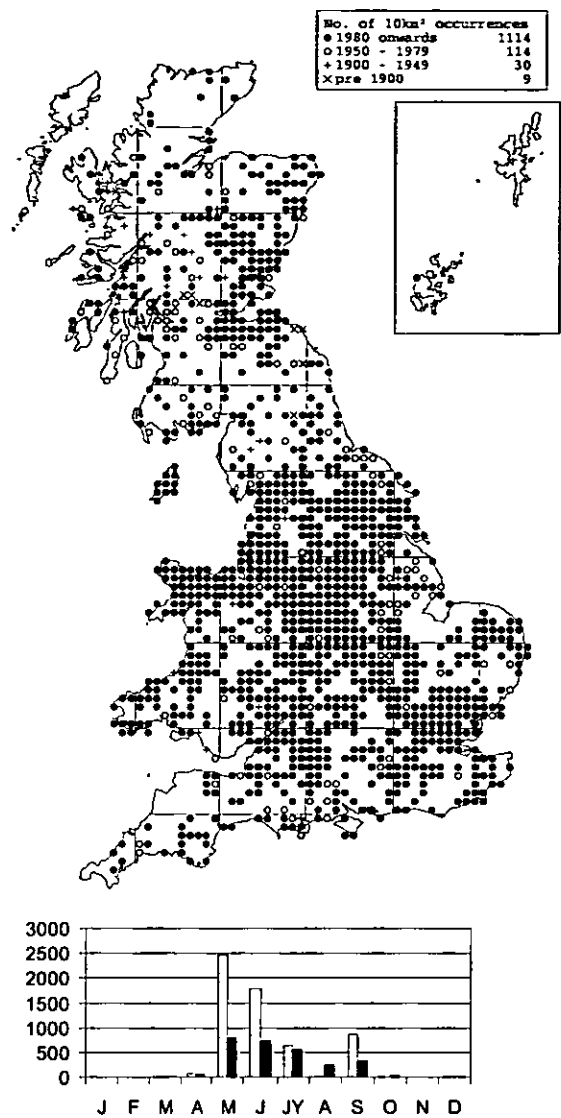 No. of 10km² occurrences
● 1980 onwards 1114
○ 1950 - 1979 114
+ 1900 - 1949 30
× pre 1900 9
3000
2500
2000
1500
1000
500
0
J F M A M J JY A S O N D